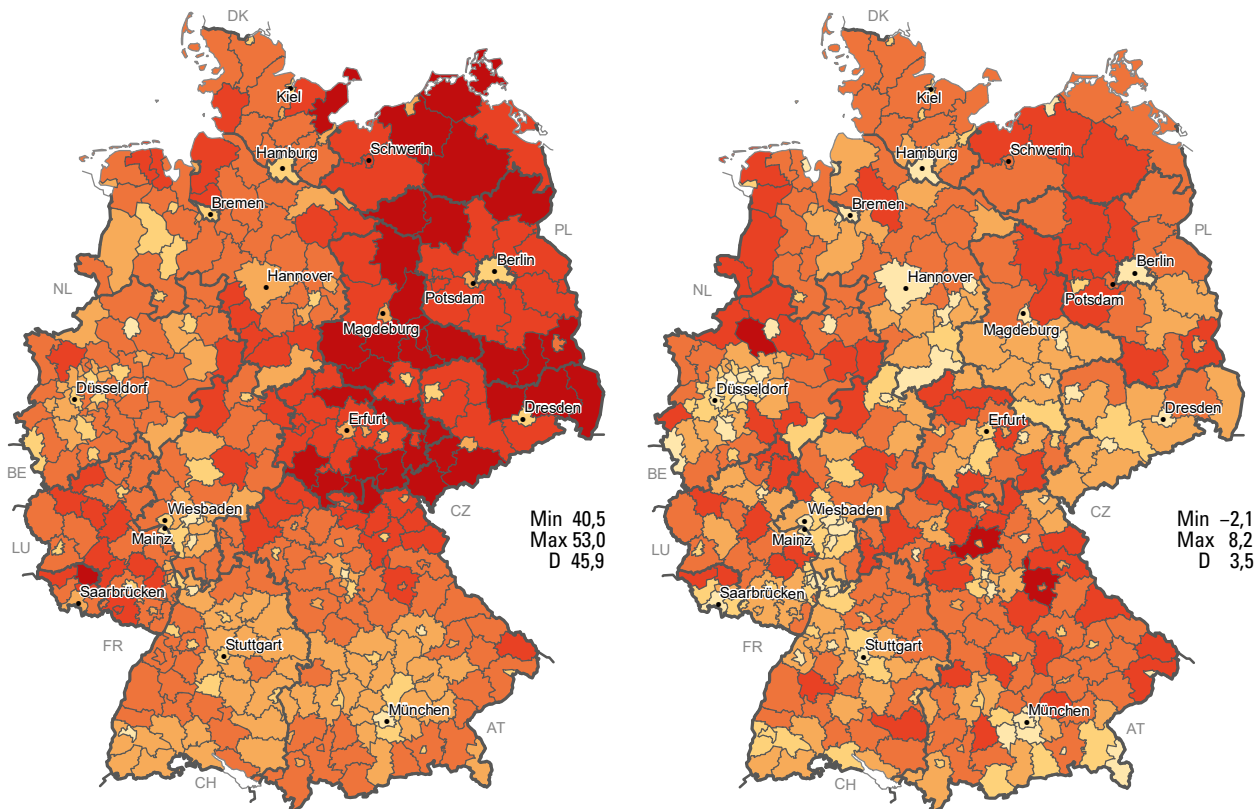 DK
Kiel
Hamburg
Schwerin
Bremen
PL
Berlin
Hannover
NL
Potsdam
Magdeburg
Düsseldorf
Dresden
Erfurt
BE
Wiesbaden
CZ
Min 40,5
Max 53,0
D 45,9
Mainz
LU
Saarbrücken
FR
Stuttgart
München
AT
CH
DK
Kiel
Hamburg
Schwerin
Bremen
PL
Berlin
Hannover
NL
Potsdam
Magdeburg
Düsseldorf
Dresden
Erfurt
BE
Wiesbaden
CZ
Min –2,1
Max 8,2
D 3,5
Mainz
LU
Saarbrücken
FR
Stuttgart
München
AT
CH